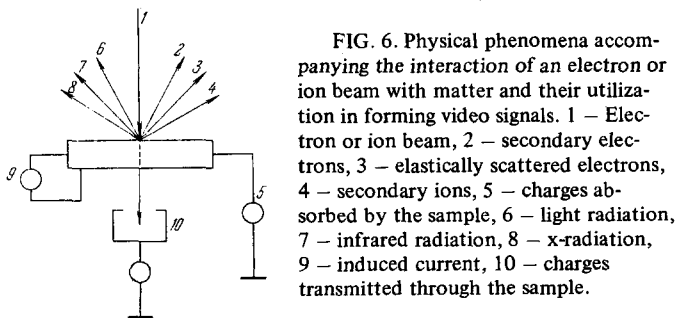 1
6
2
7
3
8
4
FIG. 6. Physical phenomena accom-
panying the interaction of an electron or
ion beam with matter and their utiliza-
tion in forming video signals. 1 — Elec-
tron or ion beam, 2 — secondary elec-
trons, 3 — elastically scattered electrons,
4 — secondary ions, 5 — charges ab-
sorbed by the sample, 6 — light radiation,
7 — infrared radiation, 8 — x-radiation,
9 — induced current, 10 — charges
transmitted through the sample.
9
5
10